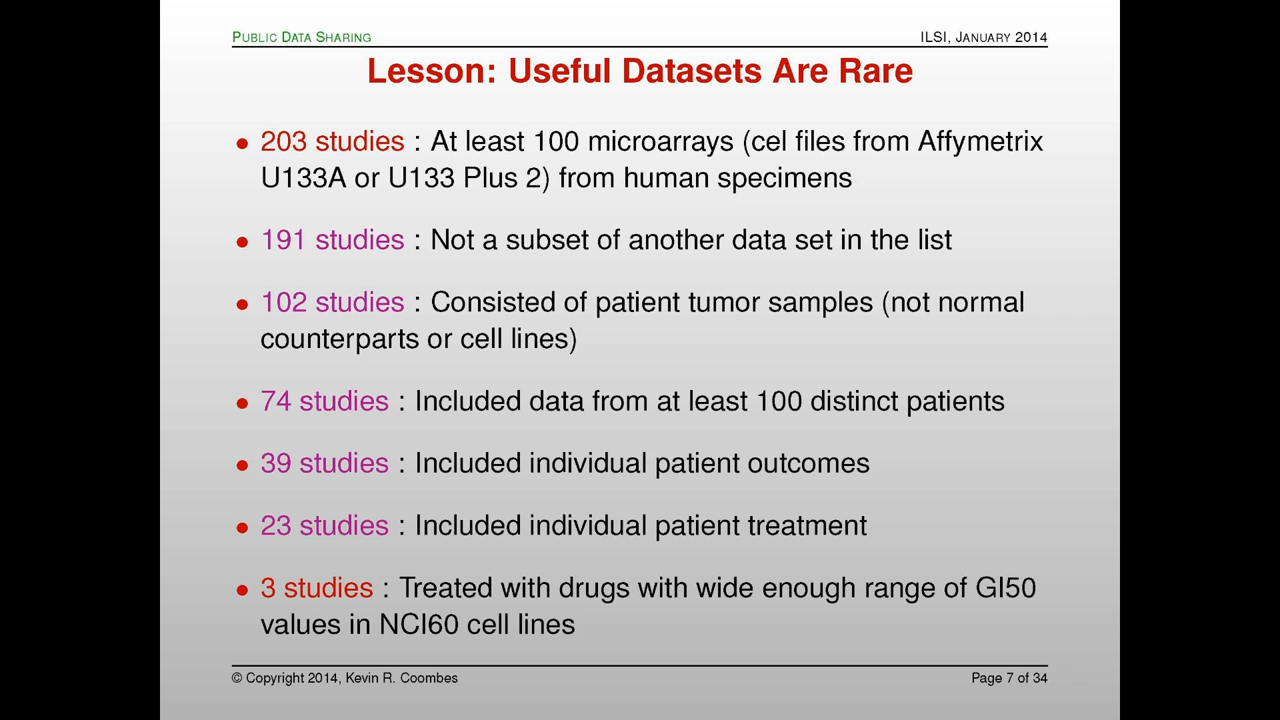 PUBLIC DATA SHARING
ILSI, JANUARY 2014
Lesson: Useful Datasets Are Rare
• 203 studies : At least 100 microarrays (cel files from Affymetrix
U133A or U133 Plus 2) from human specimens
• 191 studies : Not a subset of another data set in the list
• 102 studies : Consisted of patient tumor samples (not normal
counterparts or cell lines)
• 74 studies : Included data from at least 100 distinct patients
• 39 studies : Included individual patient outcomes
• 23 studies : Included individual patient treatment
• 3 studies : Treated with drugs with wide enough range of GI50
values in NCI60 cell lines
© Copyright 2014, Kevin R. Coombes
Page 7 of 34